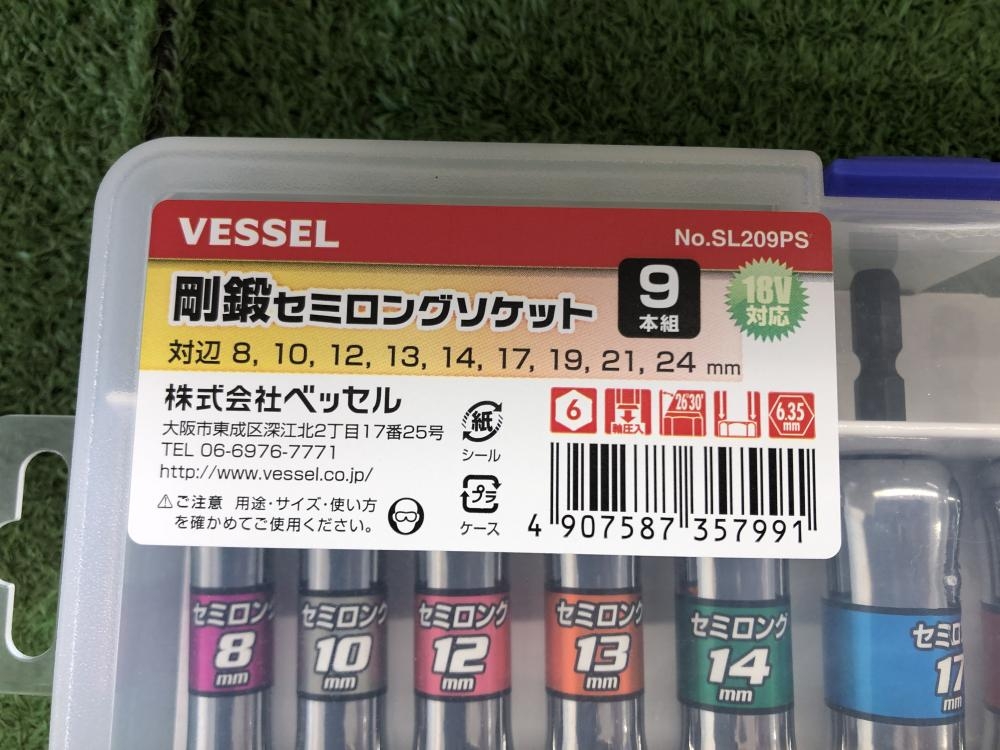 VESSEL
No.SL209PS
剛鍛セミロングソケット
9
本組
18V
対応
対辺 8, 10, 12, 13, 14, 17, 19, 21, 24 mm
株式会社ベッセル
大阪市東成区深江北2丁目17番25号
TEL 06-6976-7771
http://www.vessel.co.jp/
⚠ご注意 用途・サイズ・使い方
を確かめてご使用ください。
紙
シール
プラ
ケース
6
軸圧入
26°30'
6.35
mm
4 907587 357991
セミロング
8
mm
セミロング
10
mm
セミロング
12
mm
セミロング
13
mm
セミロング
14
mm
セミロ
17
mm